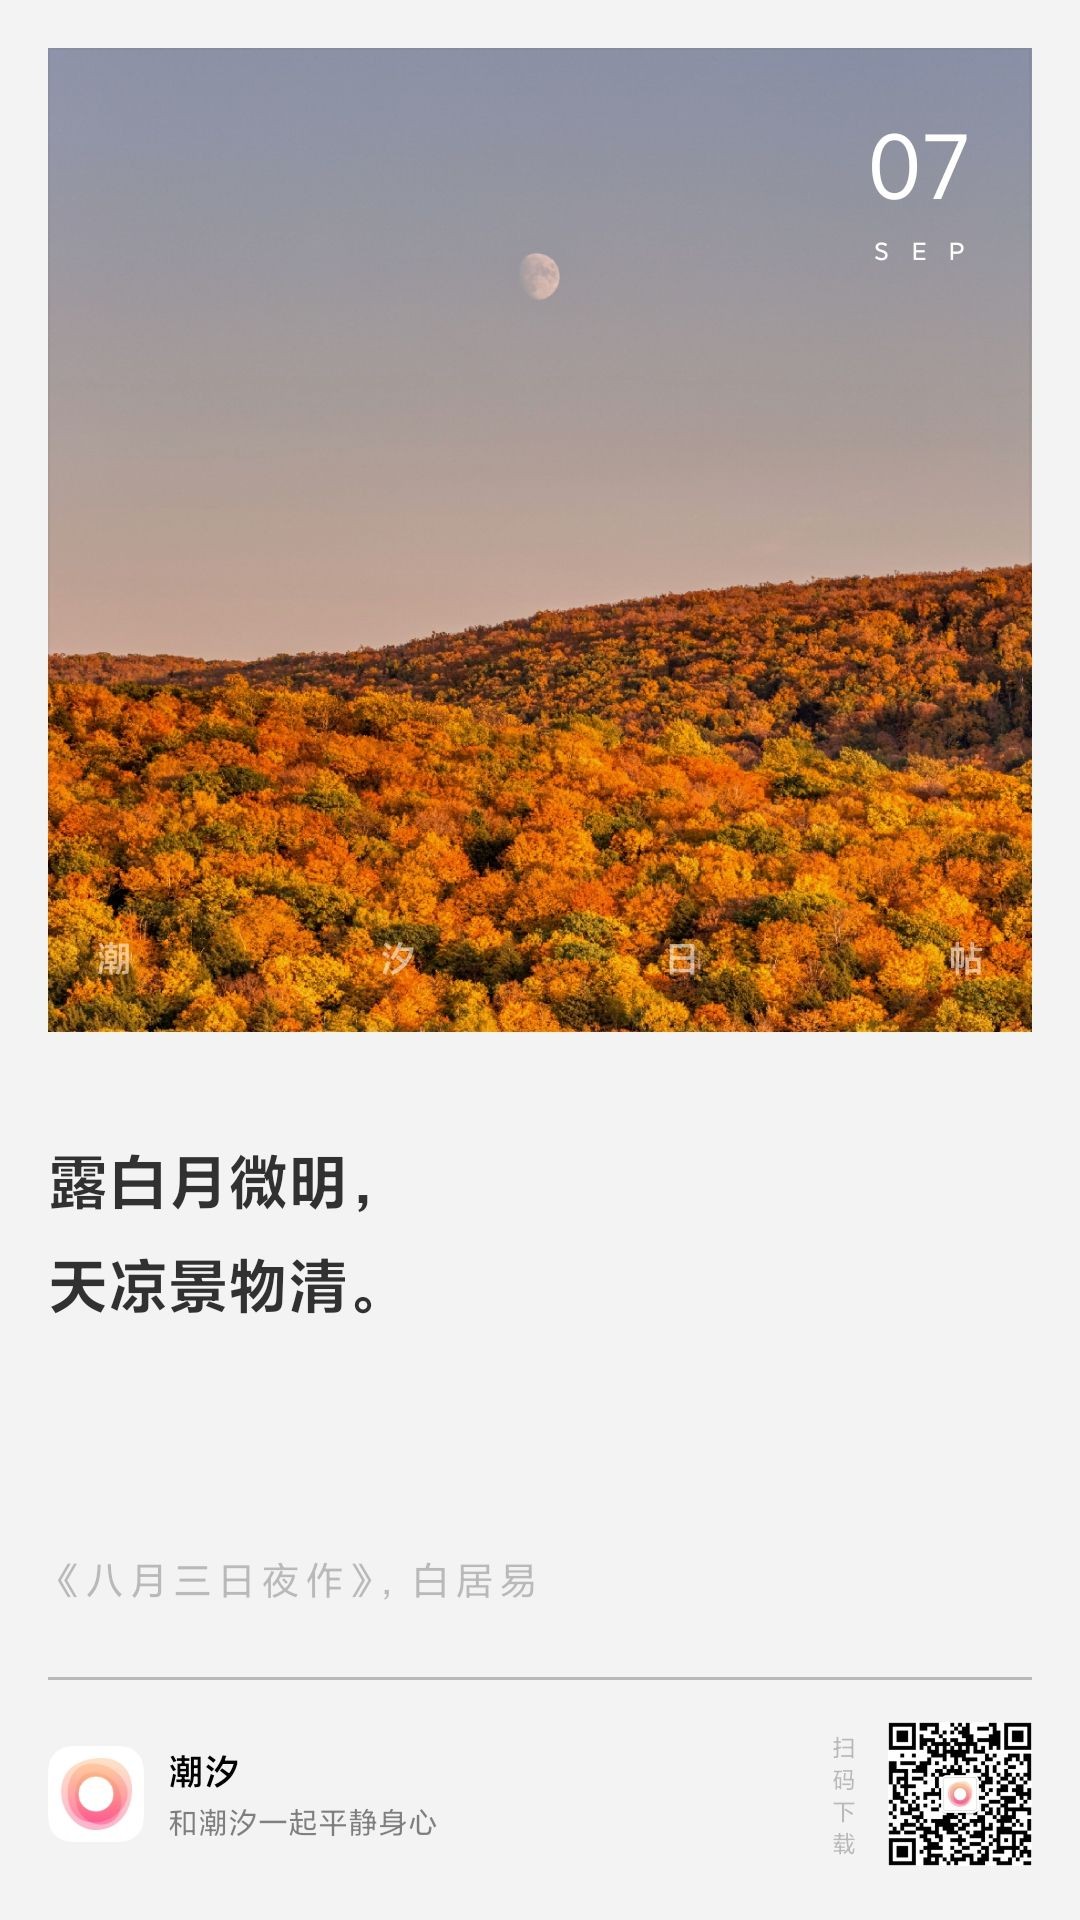 07
SEP
潮汐日帖
露白月微明，
天凉景物清。
《八月三日夜作》，白居易
潮汐
和潮汐一起平静身心
扫码下载